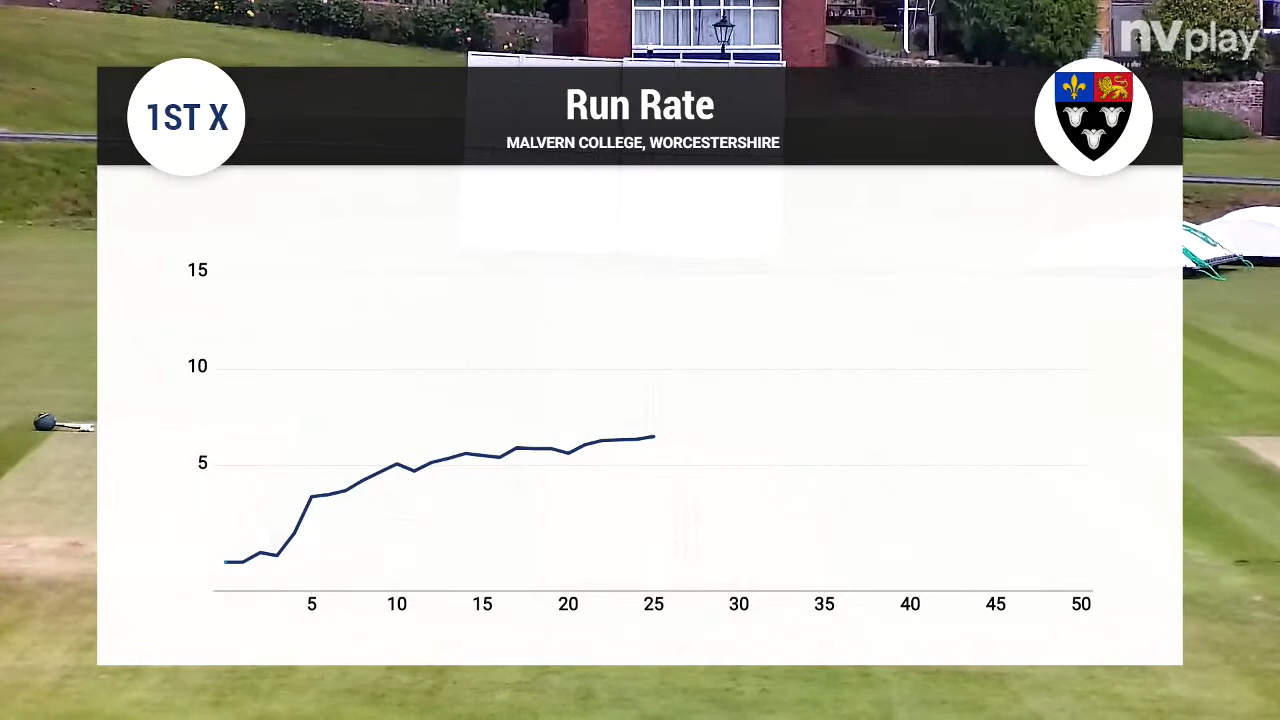 nvplay
1ST X
Run Rate
MALVERN COLLEGE, WORCESTERSHIRE
15
10
5
5 10 15 20 25 30 35 40 45 50